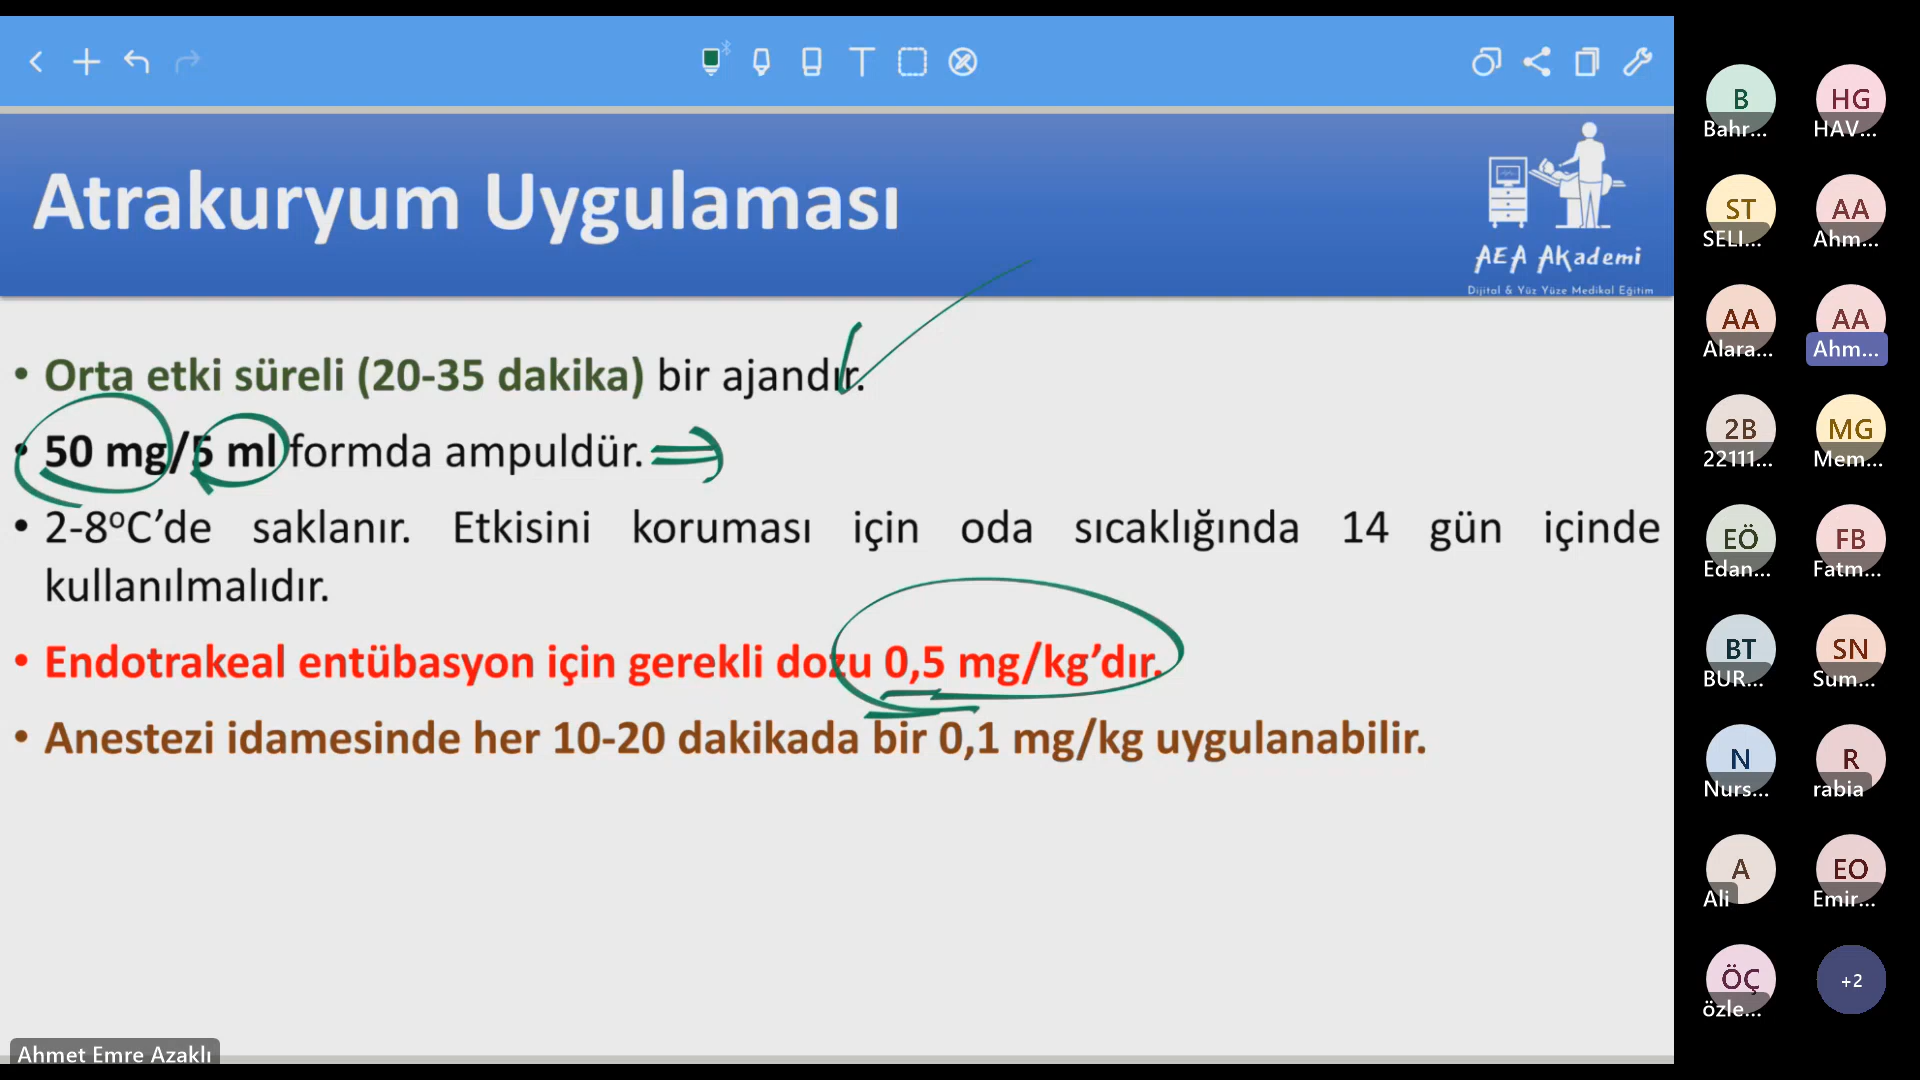 Atrakuryum Uygulaması
AEA AKademi
Dijital & Yüz Yüze Medikal Eğitim
• Orta etki süreli (20-35 dakika) bir ajandır.
• 50 mg/5 ml formda ampuldür.
• 2-8ºC’de saklanır. Etkisini koruması için oda sıcaklığında 14 gün içinde
kullanılmalıdır.
• Endotrakeal entübasyon için gerekli dozu 0,5 mg/kg’dır.
• Anestezi idamesinde her 10-20 dakikada bir 0,1 mg/kg uygulanabilir.
Ahmet Emre Azaklı
B HG
Bahr... HAV...
ST AA
SELI... Ahm...
AA AA
Alara... Ahm...
2B MG
22111... Mem...
EÖ FB
Edan... Fatm...
BT SN
BUR... Sum...
N R
Nurs... rabia
A EO
Ali Emir...
ÖÇ +2
özle...